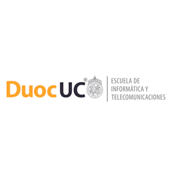 DuocUC® ESCUELA DE
INFORMÁTICA Y
TELECOMUNICACIONES